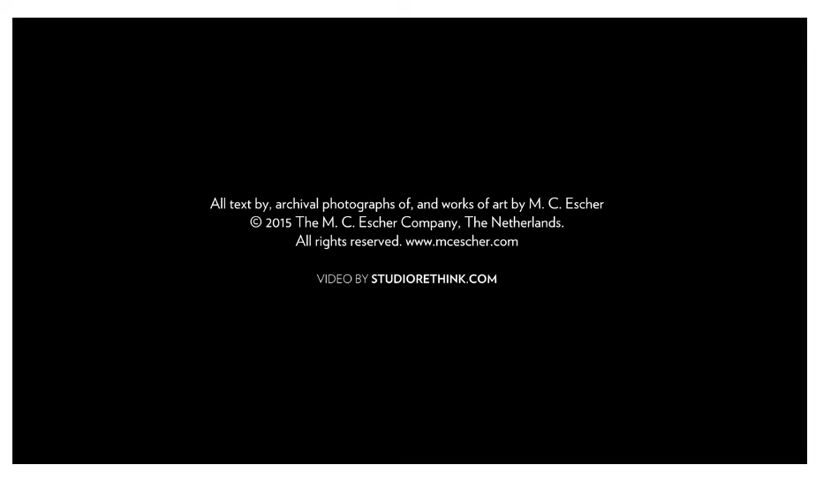 All text by, archival photographs of, and works of art by M. C. Escher
© 2015 The M. C. Escher Company, The Netherlands.
All rights reserved. www.mcescher.com
VIDEO BY STUDIORETHINK.COM